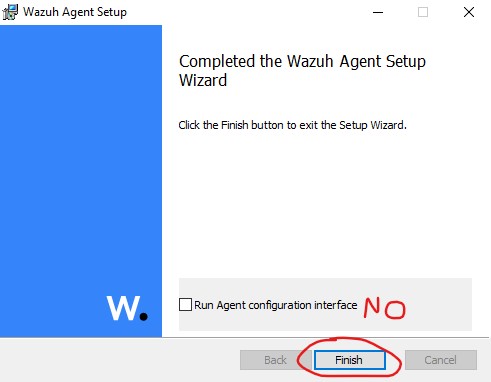 Wazuh Agent Setup
Completed the Wazuh Agent Setup
Wizard
Click the Finish button to exit the Setup Wizard.
W.
Run Agent configuration interface NO
Back Finish Cancel